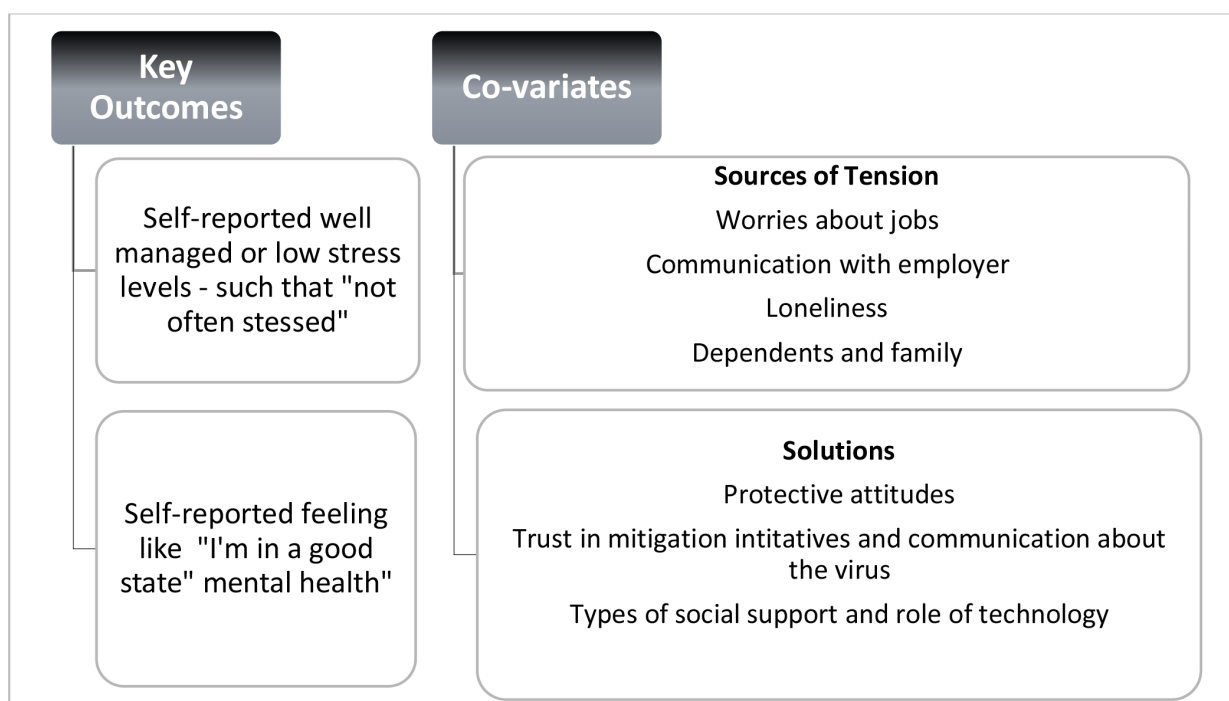 Key
Outcomes
Self-reported well
managed or low stress
levels - such that "not
often stressed"
Self-reported feeling
like "I'm in a good
state" mental health"
Co-variates
Sources of Tension
Worries about jobs
Communication with employer
Loneliness
Dependents and family
Solutions
Protective attitudes
Trust in mitigation intitatives and communication about
the virus
Types of social support and role of technology